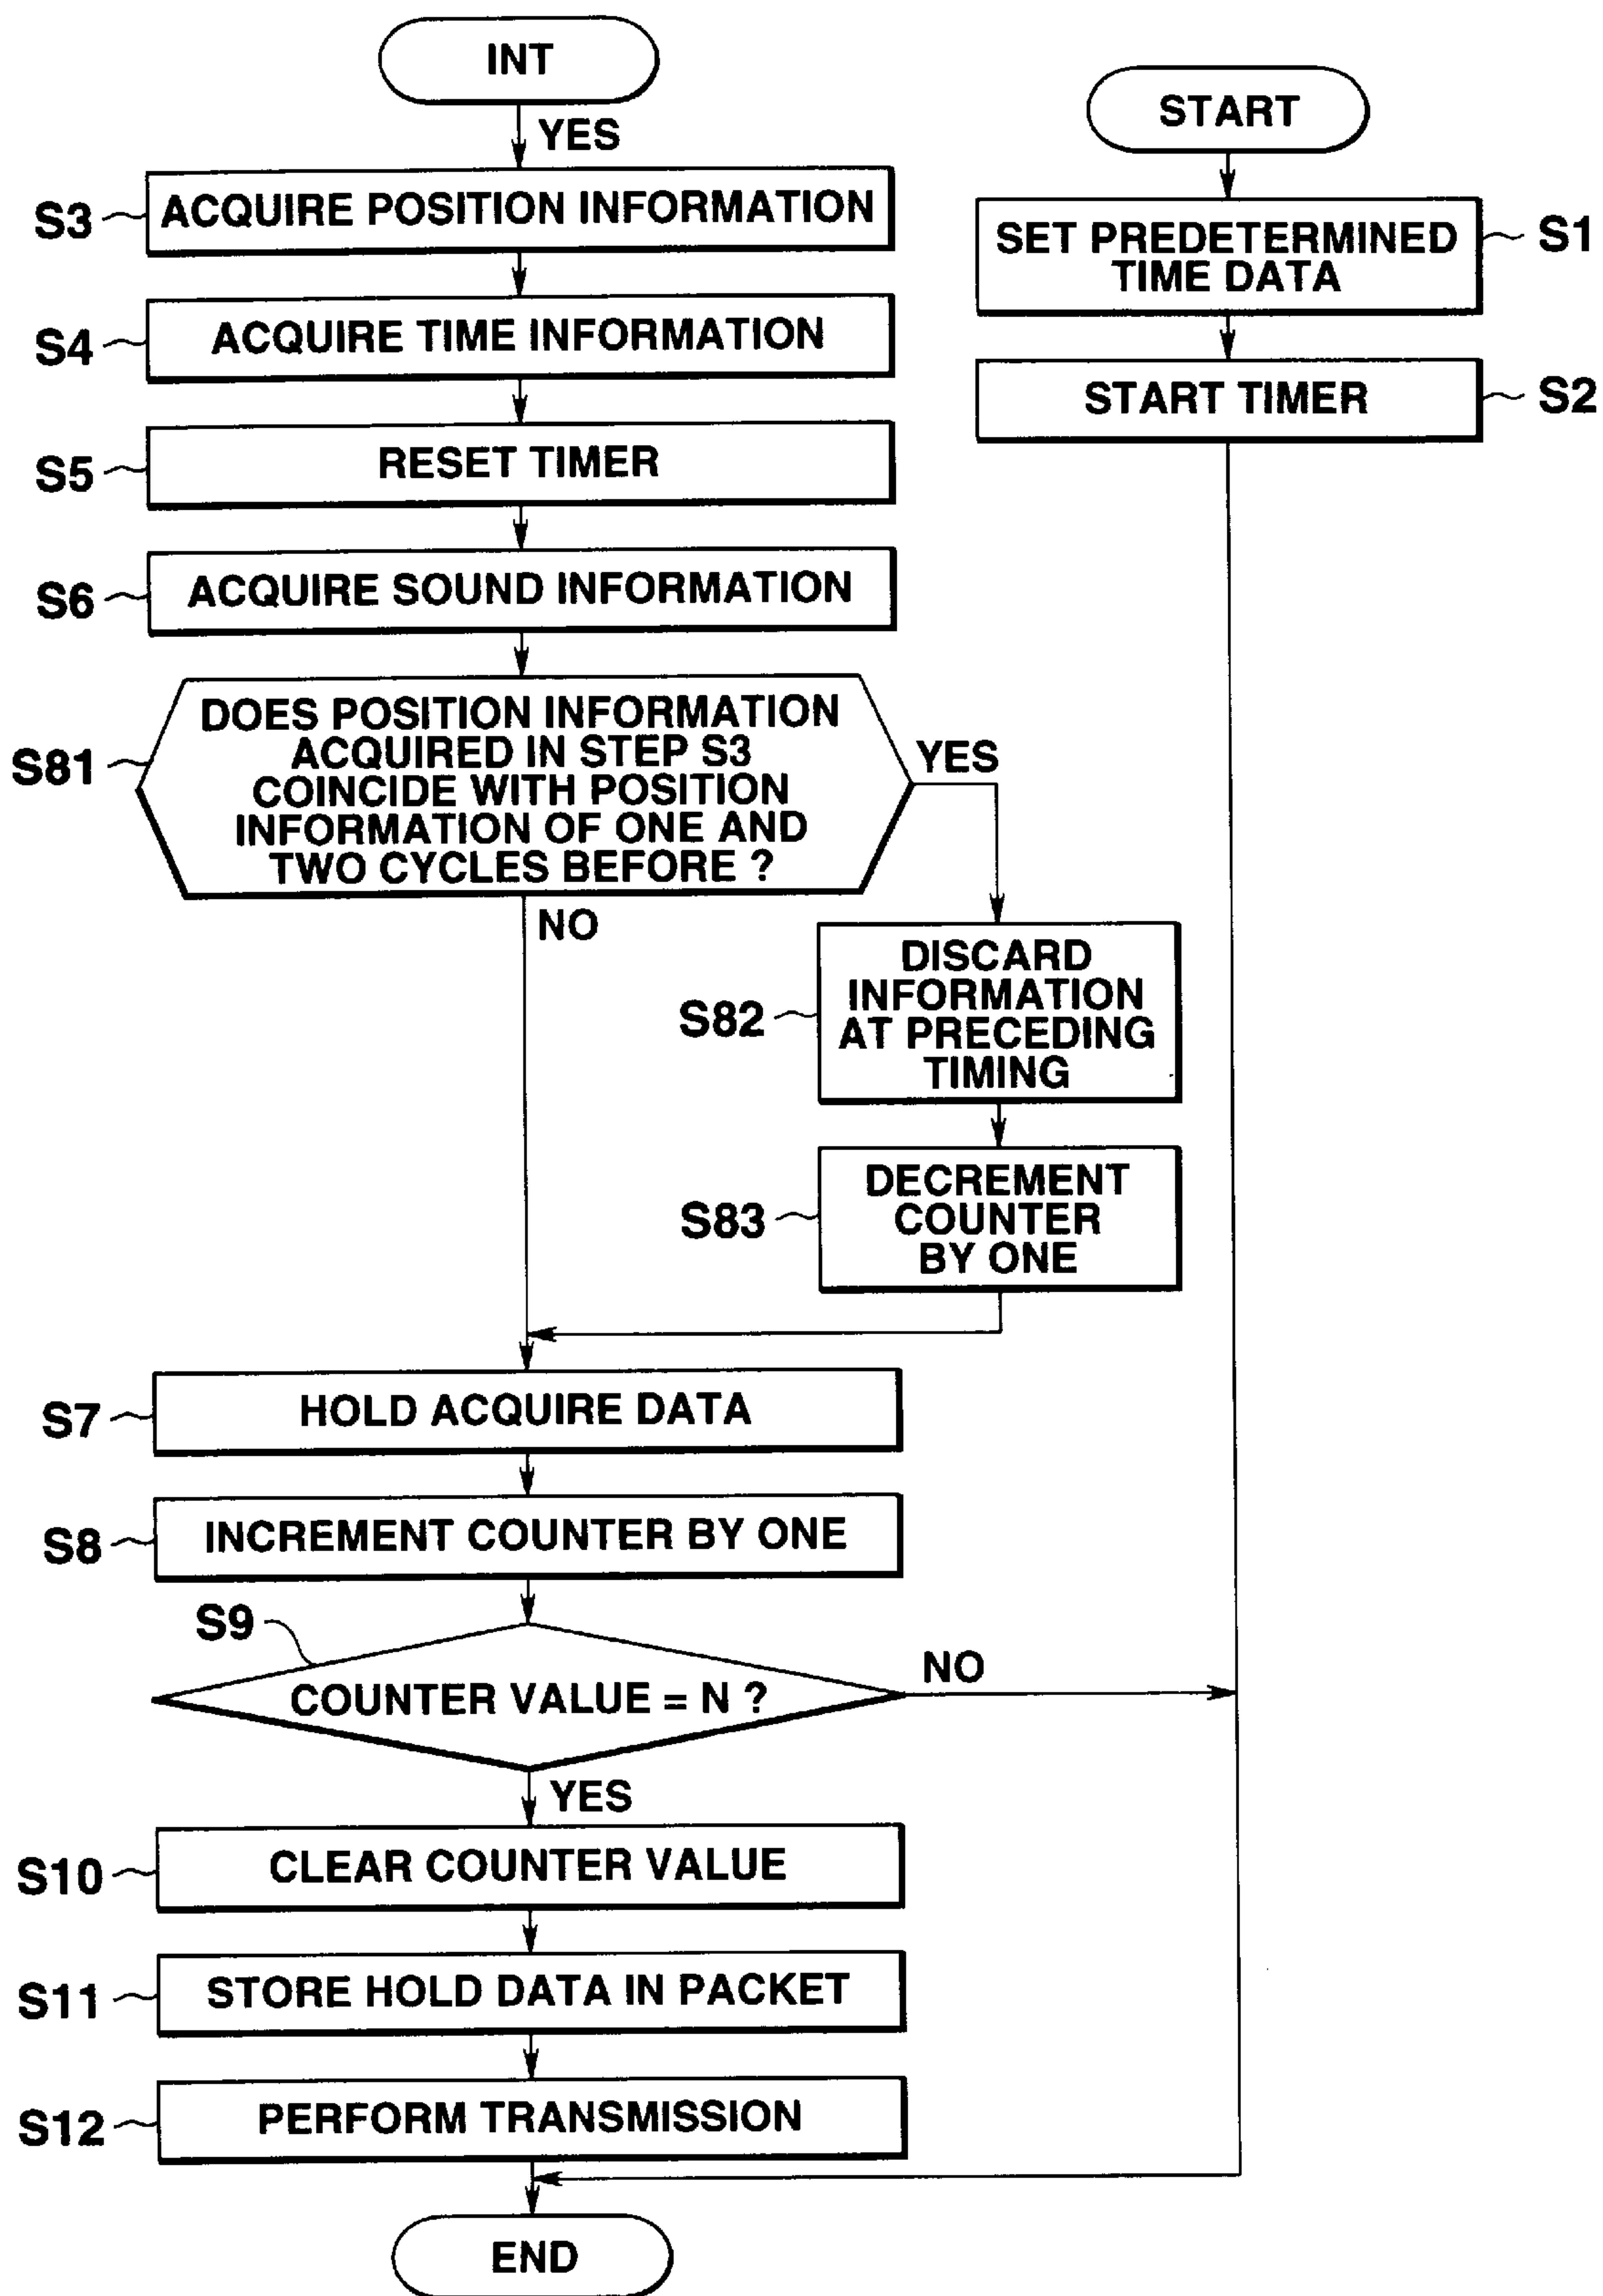 INT
YES
S3
ACQUIRE POSITION INFORMATION
S4
ACQUIRE TIME INFORMATION
S5
RESET TIMER
S6
ACQUIRE SOUND INFORMATION
S81
DOES POSITION INFORMATION
ACQUIRED IN STEP S3
COINCIDE WITH POSITION
INFORMATION OF ONE AND
TWO CYCLES BEFORE ?
YES
NO
S82
DISCARD
INFORMATION
AT PRECEDING
TIMING
S83
DECREMENT
COUNTER
BY ONE
S7
HOLD ACQUIRE DATA
S8
INCREMENT COUNTER BY ONE
S9
COUNTER VALUE = N ?
NO
YES
S10
CLEAR COUNTER VALUE
S11
STORE HOLD DATA IN PACKET
S12
PERFORM TRANSMISSION
END
START
SET PREDETERMINED
TIME DATA
S1
START TIMER
S2